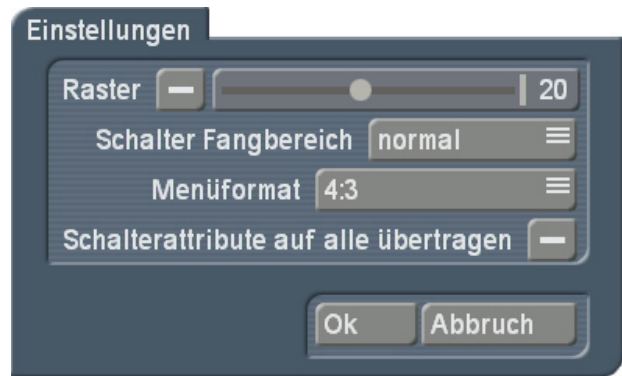 Einstellungen
Raster 20
Schalter Fangbereich normal
Menüformat 4:3
Schalterattribute auf alle übertragen
Ok Abbruch